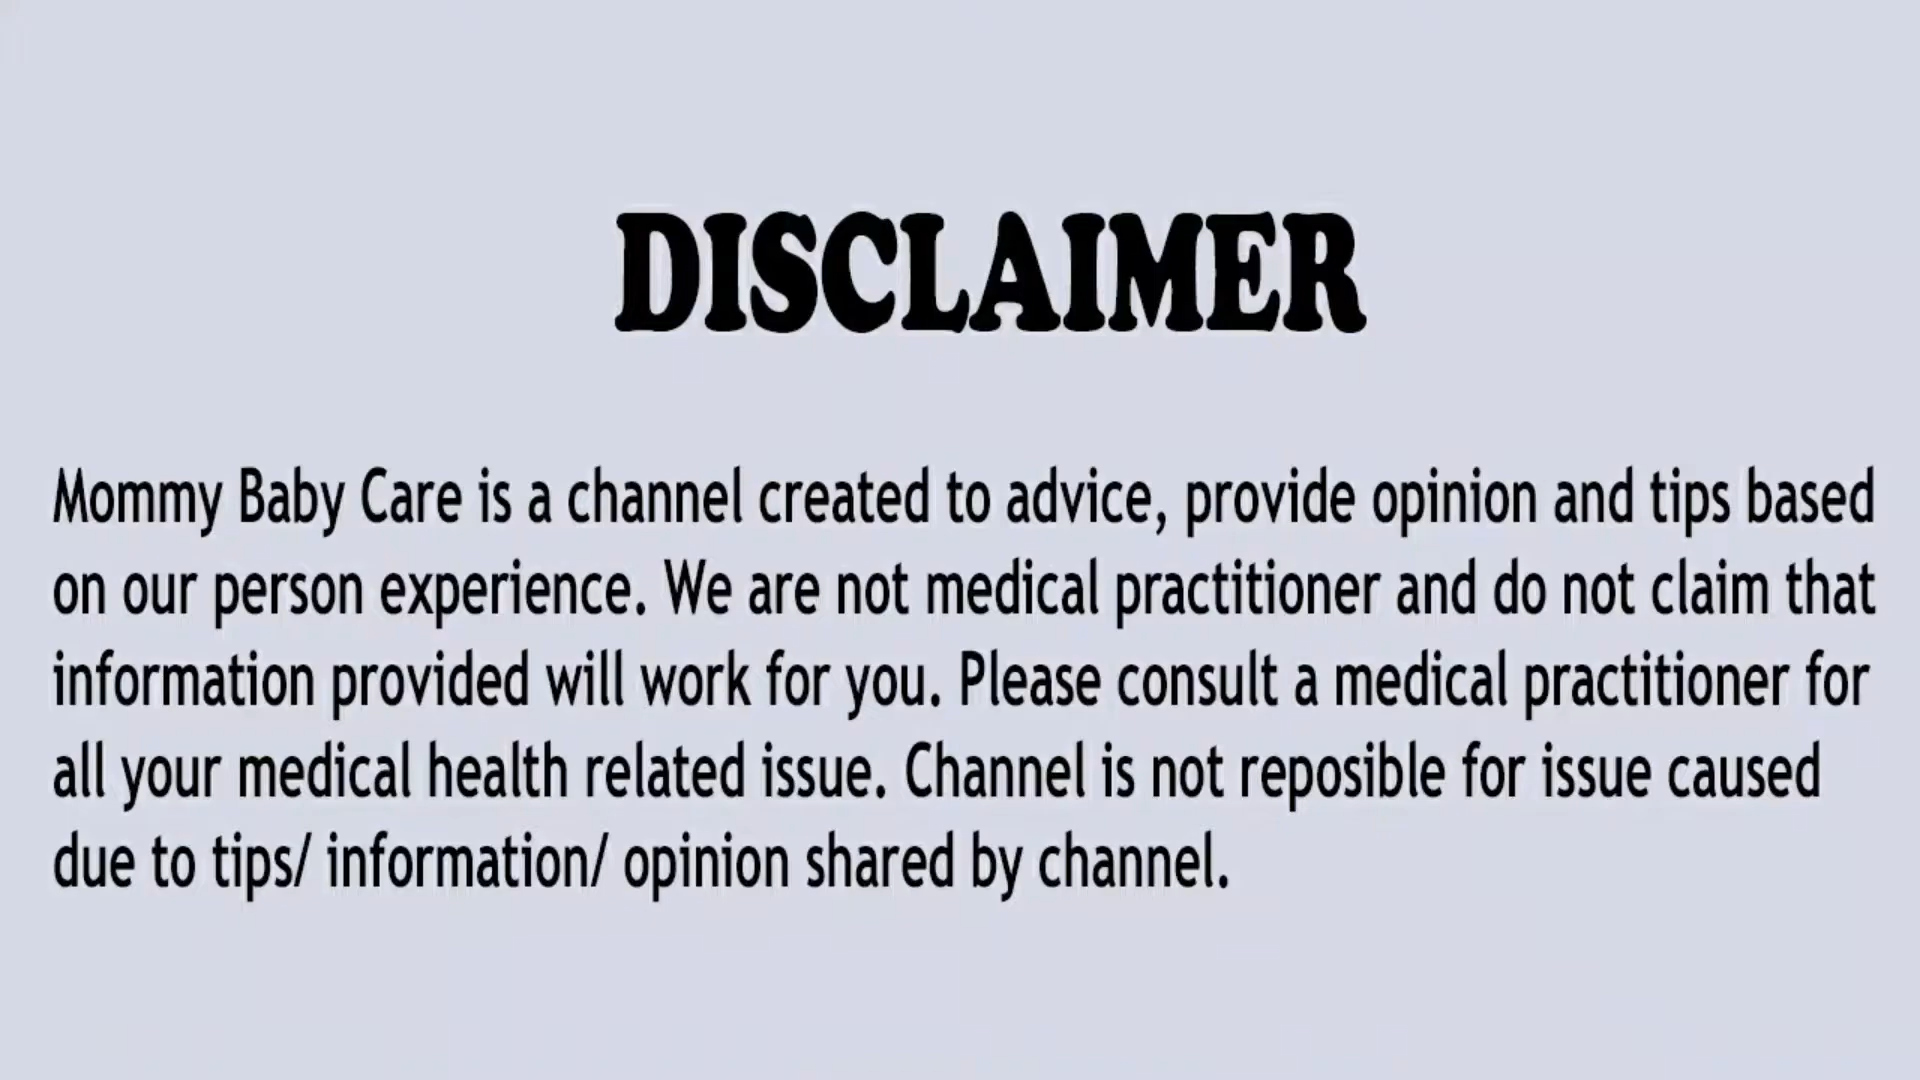 DISCLAIMER
Mommy Baby Care is a channel created to advice, provide opinion and tips based
on our person experience. We are not medical practitioner and do not claim that
information provided will work for you. Please consult a medical practitioner for
all your medical health related issue. Channel is not reposible for issue caused
due to tips/ information/ opinion shared by channel.